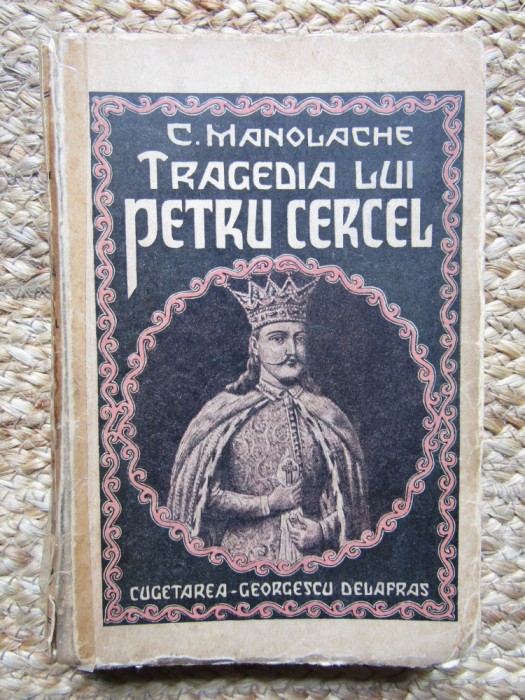 C. MANOLACHE
TRAGEDIA LUI
PETRU CERCEL
CUGETAREA-GEORGESCU DELAFRAS